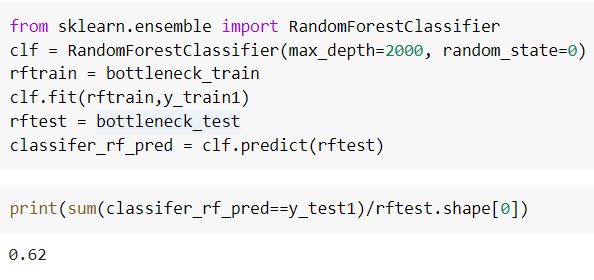 from sklearn.ensemble import RandomForestClassifier
clf = RandomForestClassifier(max_depth=2000, random_state=0)
rftrain = bottleneck_train
clf.fit(rftrain,y_train1)
rftest = bottleneck_test
classifer_rf_pred = clf.predict(rftest)
print(sum(classifer_rf_pred==y_test1)/rftest.shape[0])
0.62